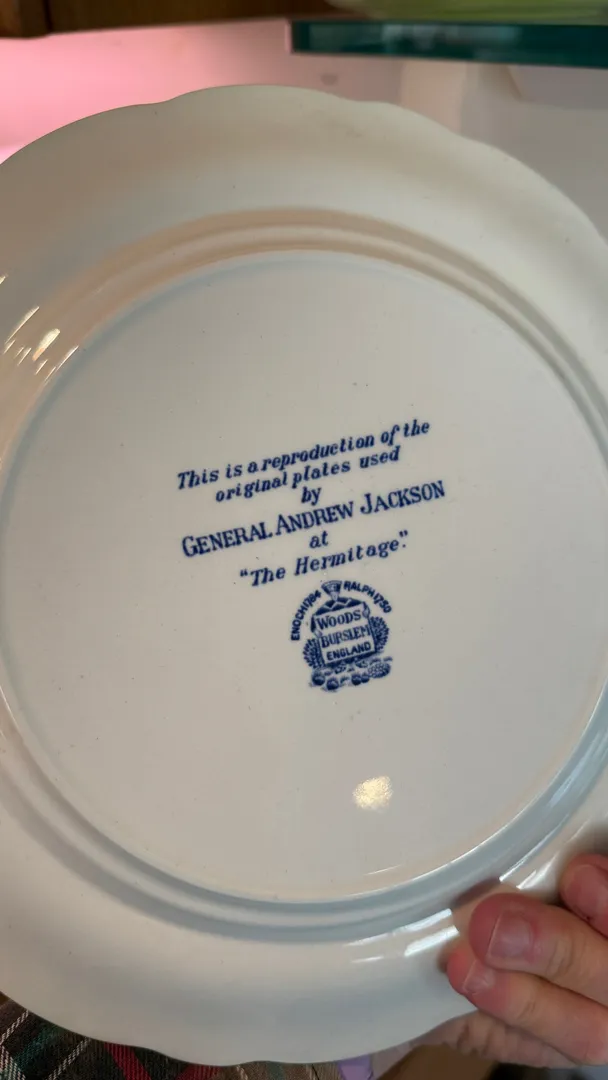 This is a reproduction of the
original plates used
by
GENERAL ANDREW JACKSON
at
"The Hermitage".
ENOCH 1784 RALPH 1750
WOODS
BURSLEM
ENGLAND